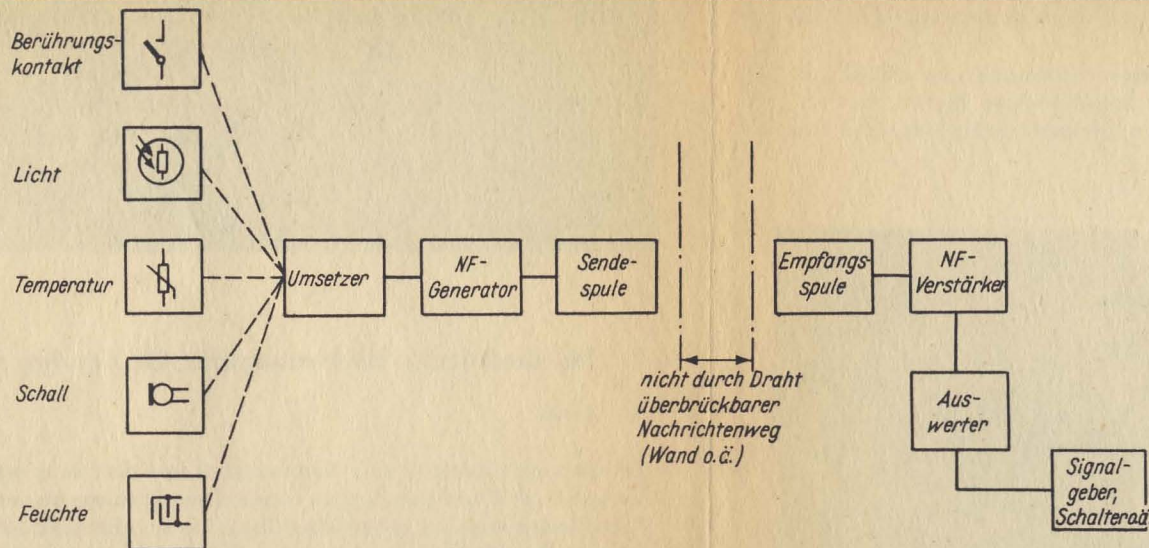 Berührungs-
kontakt
Licht
Temperatur
Schall
Feuchte
Umsetzer
NF-
Generator
Sende-
spule
nicht durch Draht
überbrückbarer
Nachrichtenweg
(Wand o.ä.)
Empfangs-
spule
NF-
Verstärker
Aus-
werter
Signal-
geber,
Schalter o.ä.